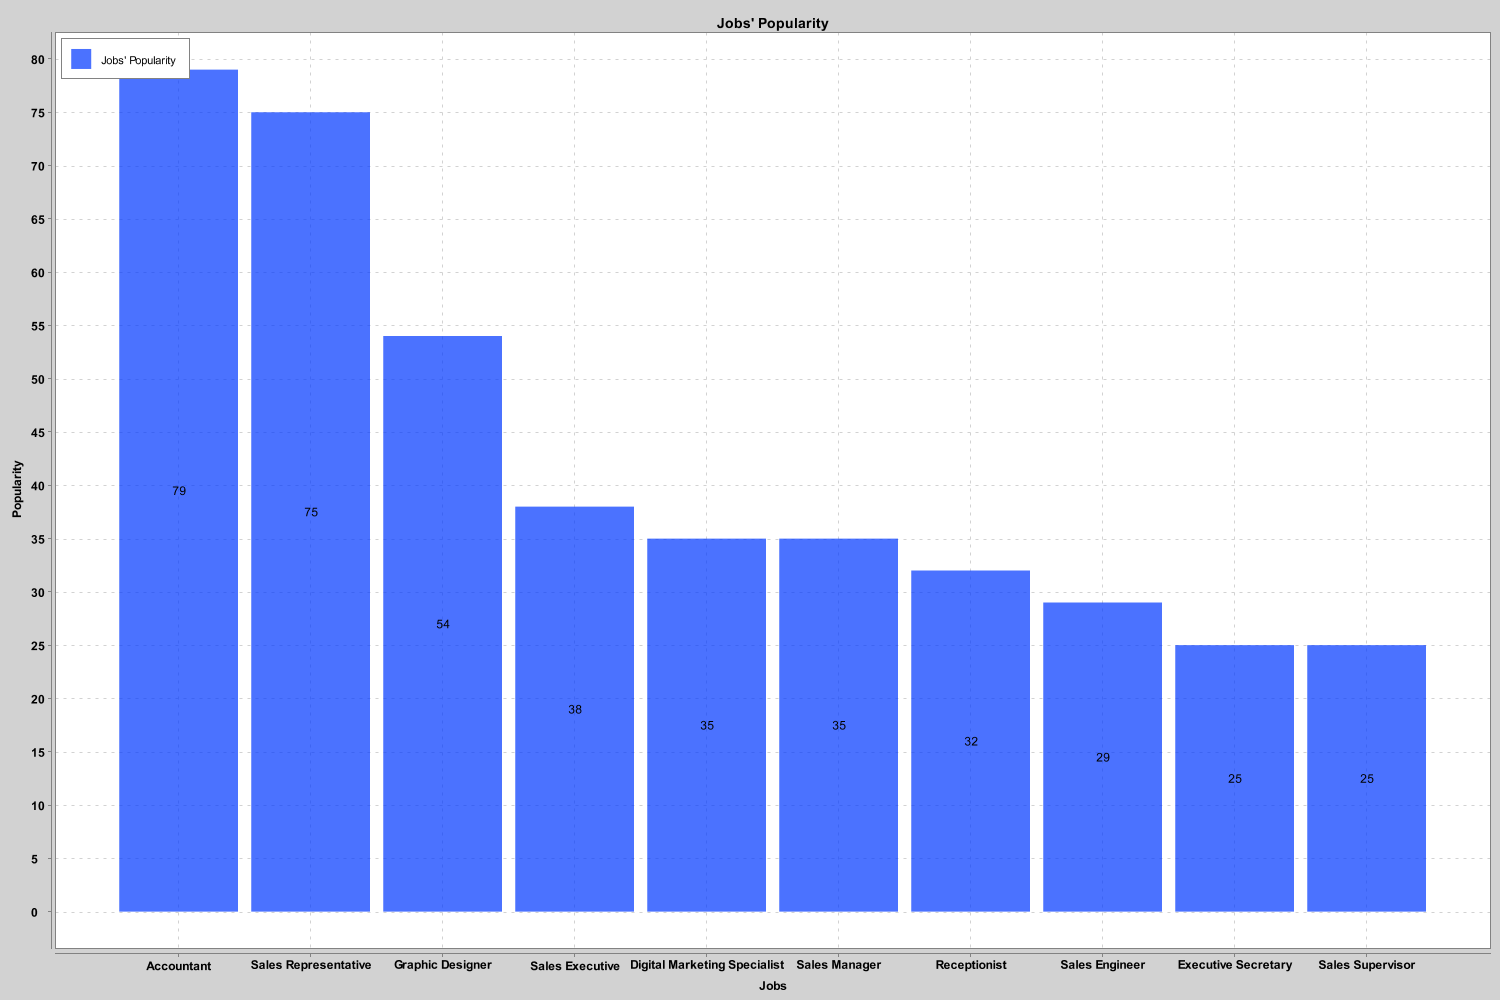 Jobs' Popularity
Jobs' Popularity
80
75
70
65
60
55
50
45
40
35
30
25
20
15
10
5
0
Popularity
79
75
54
38
35
35
32
29
25
25
Accountant
Sales Representative
Graphic Designer
Sales Executive
Digital Marketing Specialist
Sales Manager
Receptionist
Sales Engineer
Executive Secretary
Sales Supervisor
Jobs